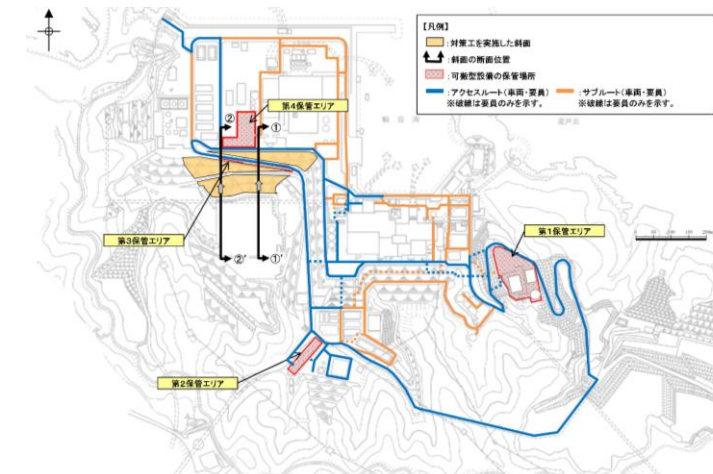 【凡例】
:対策工を実施した斜面
:斜面の断面位置
:可搬型設備の保管場所
:アクセスルート(車両・要員) :サブルート(車両・要員)
※破線は要員のみを示す。 ※破線は要員のみを示す。
第4保管エリア
② ①
第3保管エリア
第1保管エリア
②’ ①’
第2保管エリア